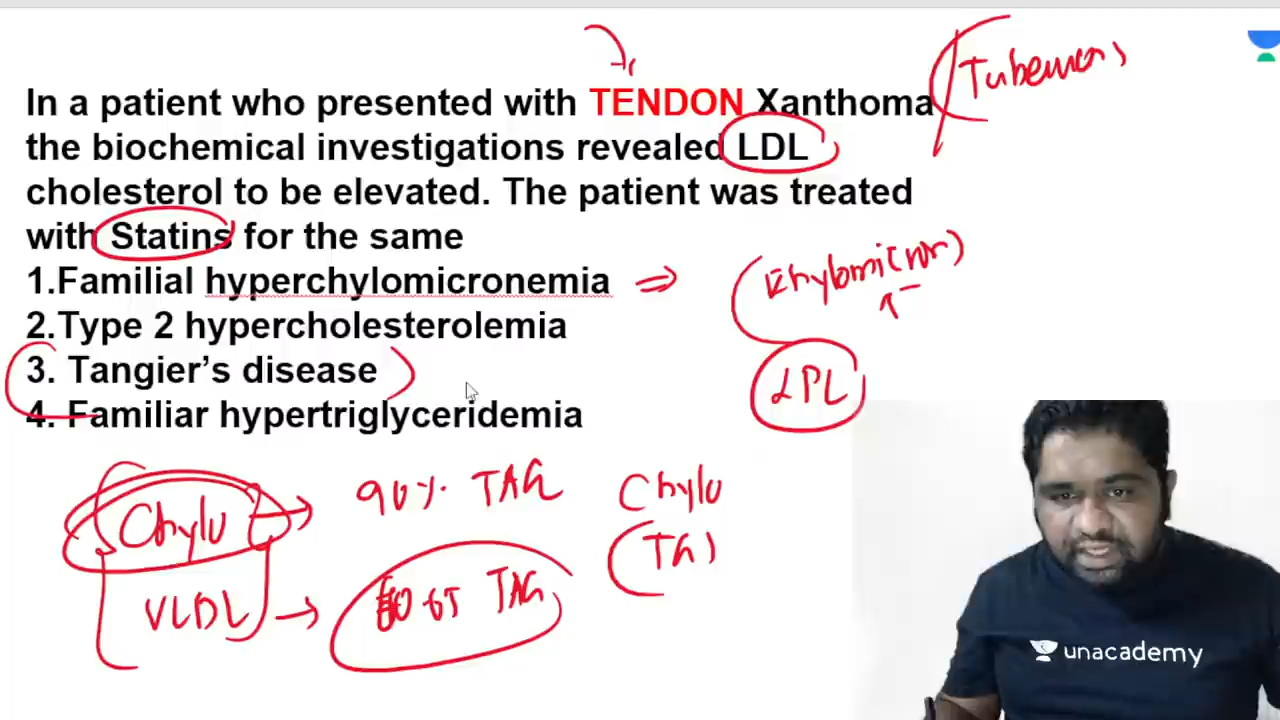 Tuberous
In a patient who presented with TENDON Xanthoma
the biochemical investigations revealed LDL
cholesterol to be elevated. The patient was treated
with Statins for the same
1.Familial hyperchylomicronemia ⇒ Chylomicron ↑
2.Type 2 hypercholesterolemia
3. Tangier’s disease
LPL
4. Familiar hypertriglyceridemia
Chylo → 90% TAG Chylo
VLDL → TAG
unacademy